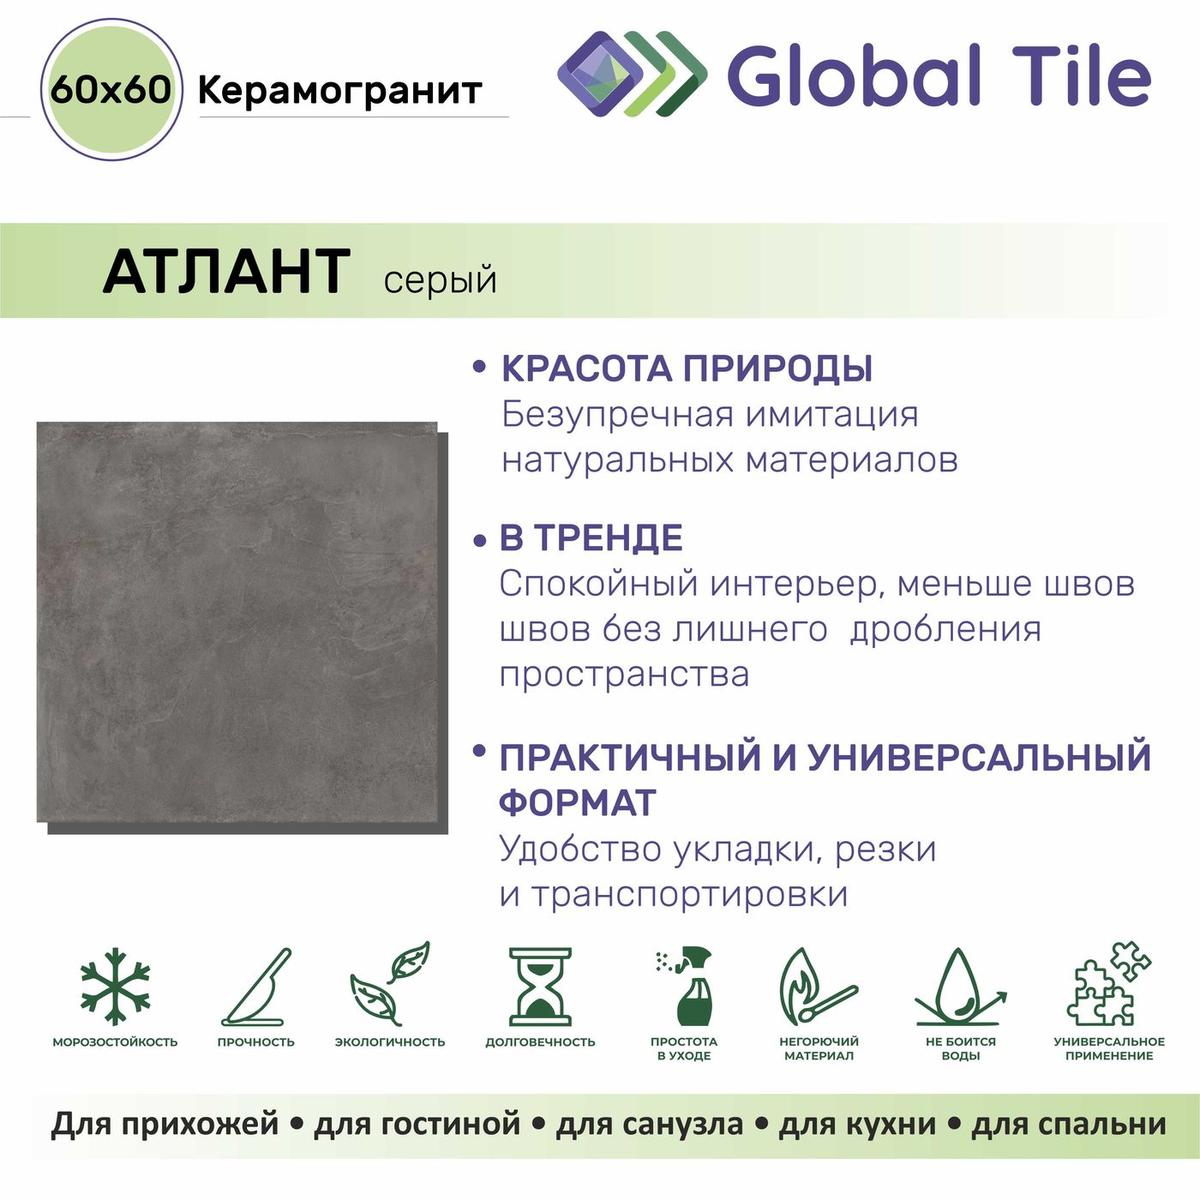 60х60 Керамогранит
Global Tile
АТЛАНТ серый
• КРАСОТА ПРИРОДЫ
Безупречная имитация
натуральных материалов
• В ТРЕНДЕ
Спокойный интерьер, меньше швов
швов без лишнего дробления
пространства
• ПРАКТИЧНЫЙ И УНИВЕРСАЛЬНЫЙ
ФОРМАТ
Удобство укладки, резки
и транспортировки
МОРОЗОСТОЙКОСТЬ
ПРОЧНОСТЬ
ЭКОЛОГИЧНОСТЬ
ДОЛГОВЕЧНОСТЬ
ПРОСТОТА
В УХОДЕ
НЕГОРЮЧИЙ
МАТЕРИАЛ
НЕ БОИТСЯ
ВОДЫ
УНИВЕРСАЛЬНОЕ
ПРИМЕНЕНИЕ
Для прихожей • для гостиной • для санузла • для кухни • для спальни